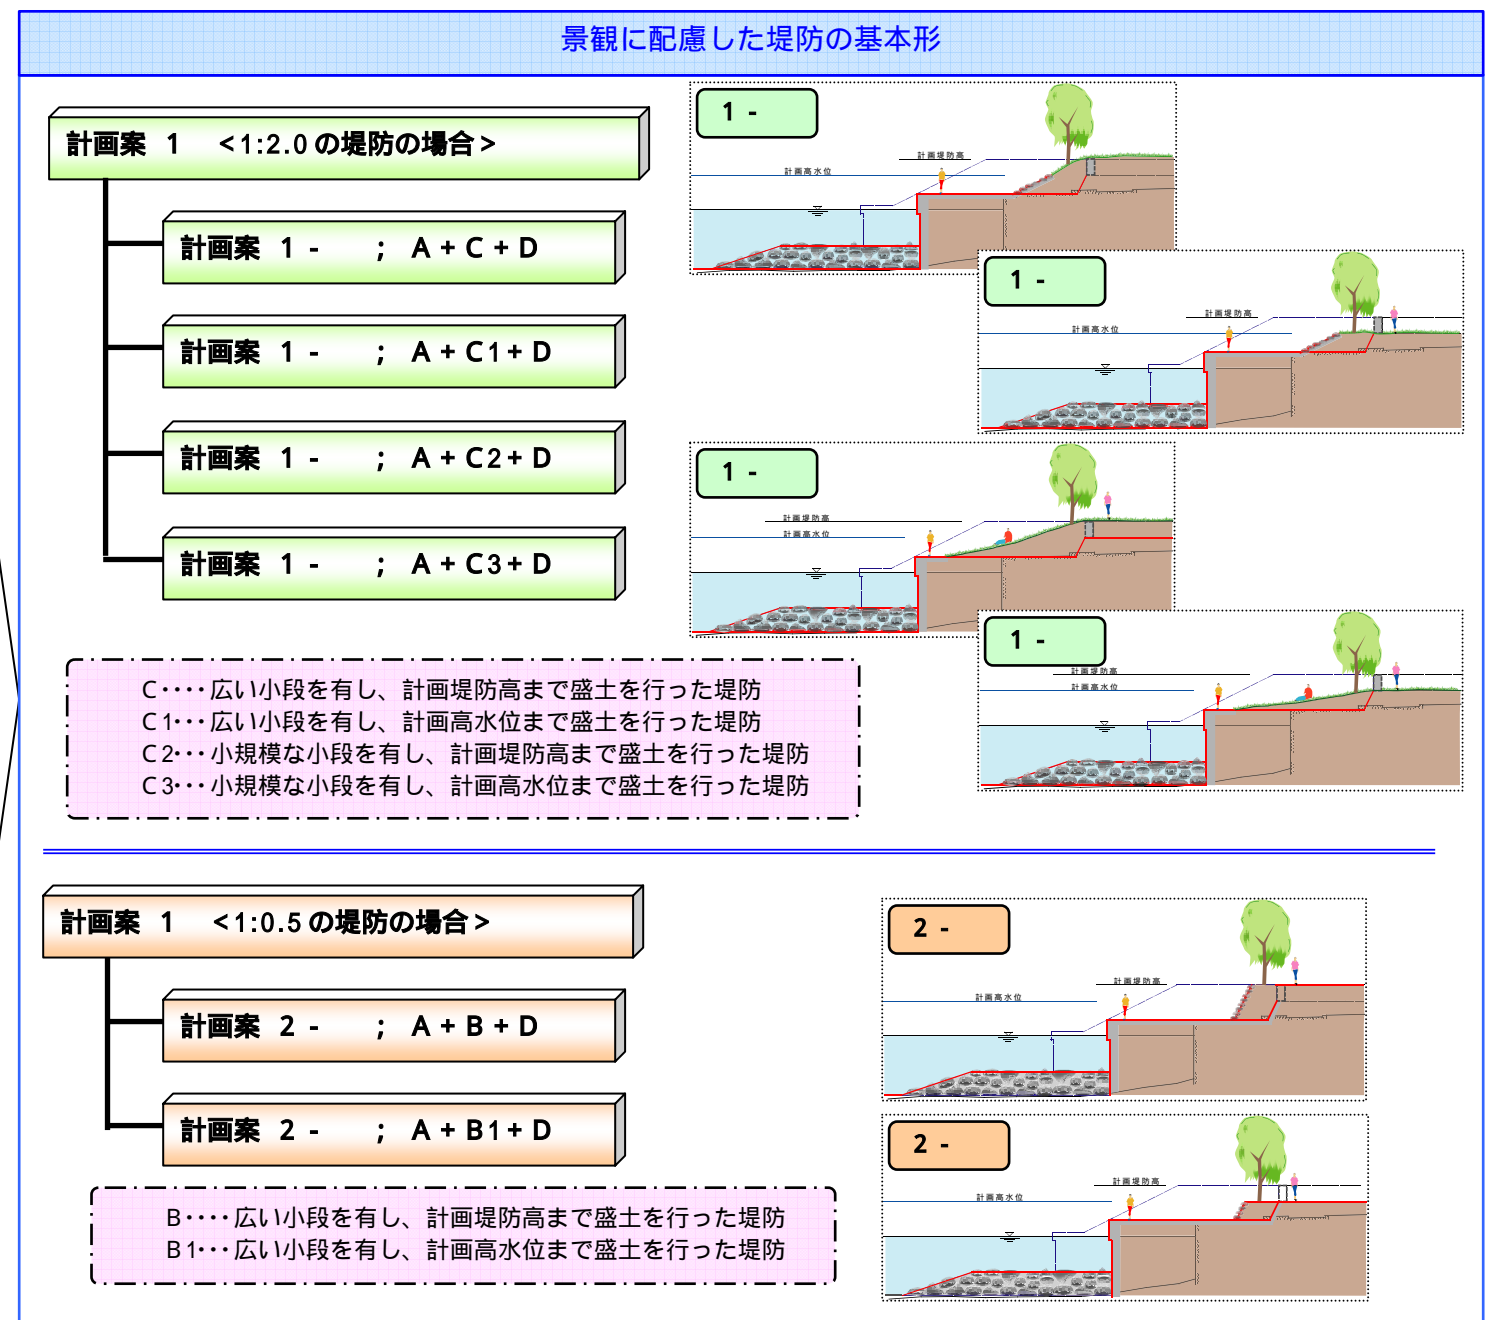 景観に配慮した堤防の基本形
計画案 1 <1:2.0の堤防の場合>
計画案 1 - ; A+C+D
計画案 1 - ; A+C1+D
計画案 1 - ; A+C2+D
計画案 1 - ; A+C3+D
1 -
計画堤防高
計画高水位
1 -
計画堤防高
計画高水位
1 -
計画堤防高
計画高水位
1 -
計画堤防高
計画高水位
C・・・・広い小段を有し、計画堤防高まで盛土を行った堤防
C1・・・広い小段を有し、計画高水位まで盛土を行った堤防
C2・・・小規模な小段を有し、計画堤防高まで盛土を行った堤防
C3・・・小規模な小段を有し、計画高水位まで盛土を行った堤防
計画案 1 <1:0.5の堤防の場合>
計画案 2 - ; A+B+D
計画案 2 - ; A+B1+D
2 -
計画堤防高
計画高水位
2 -
計画堤防高
計画高水位
B・・・・広い小段を有し、計画堤防高まで盛土を行った堤防
B1・・・広い小段を有し、計画高水位まで盛土を行った堤防